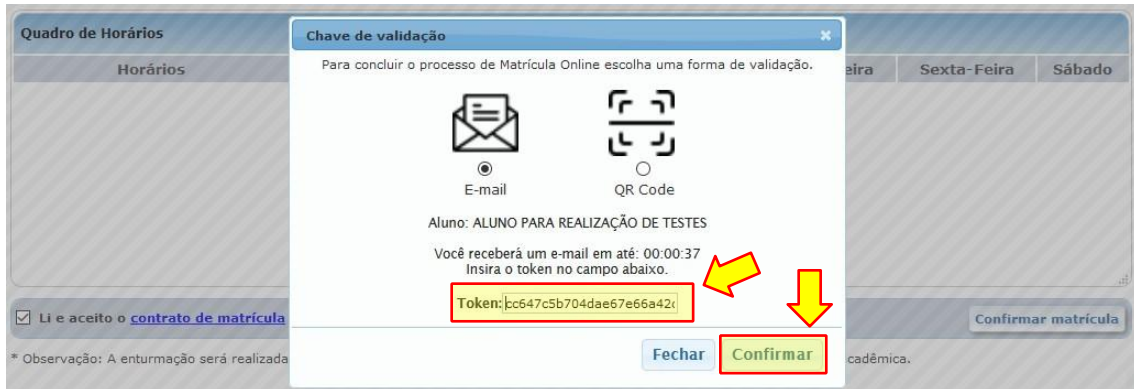 Quadro de Horários
Chave de validação
Horários
Para concluir o processo de Matrícula Online escolha uma forma de validação.
eira
Sexta-Feira
Sábado
E-mail
QR Code
Aluno: ALUNO PARA REALIZAÇÃO DE TESTES
Você receberá um e-mail em até: 00:00:37
Insira o token no campo abaixo.
Token: cc647c5b704dae67e66a42
Li e aceito o contrato de matrícula
Confirmar matrícula
Fechar
Confirmar
* Observação: A enturmação será realizada
cadêmica.